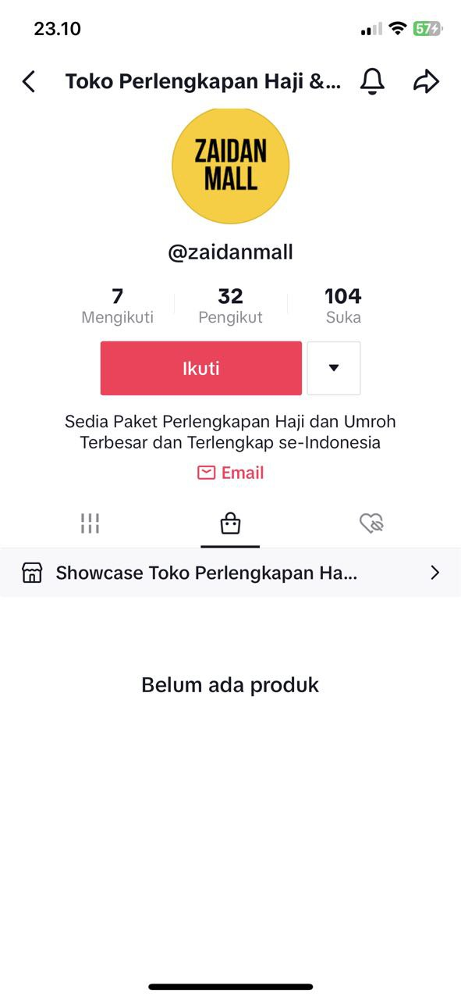 23.10
57
Toko Perlengkapan Haji &...
ZAIDAN
MALL
@zaidanmall
7 32 104
Mengikuti Pengikut Suka
Ikuti
Sedia Paket Perlengkapan Haji dan Umroh
Terbesar dan Terlengkap se-Indonesia
Email
Showcase Toko Perlengkapan Ha...
Belum ada produk